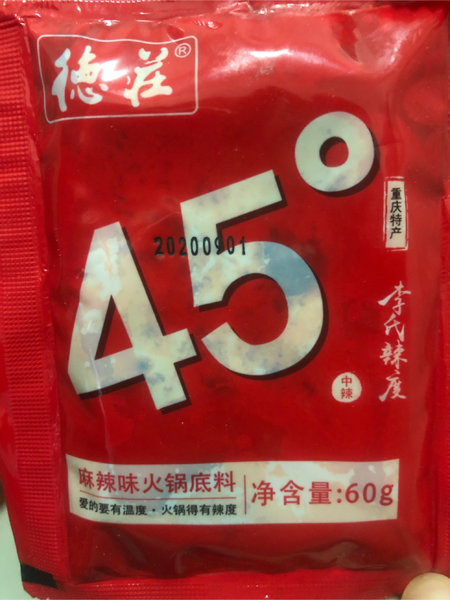 德庄®
45°
20200901
重庆特产
李氏辣度
中辣
麻辣味火锅底料
爱的要有温度·火锅得有辣度
净含量:60g